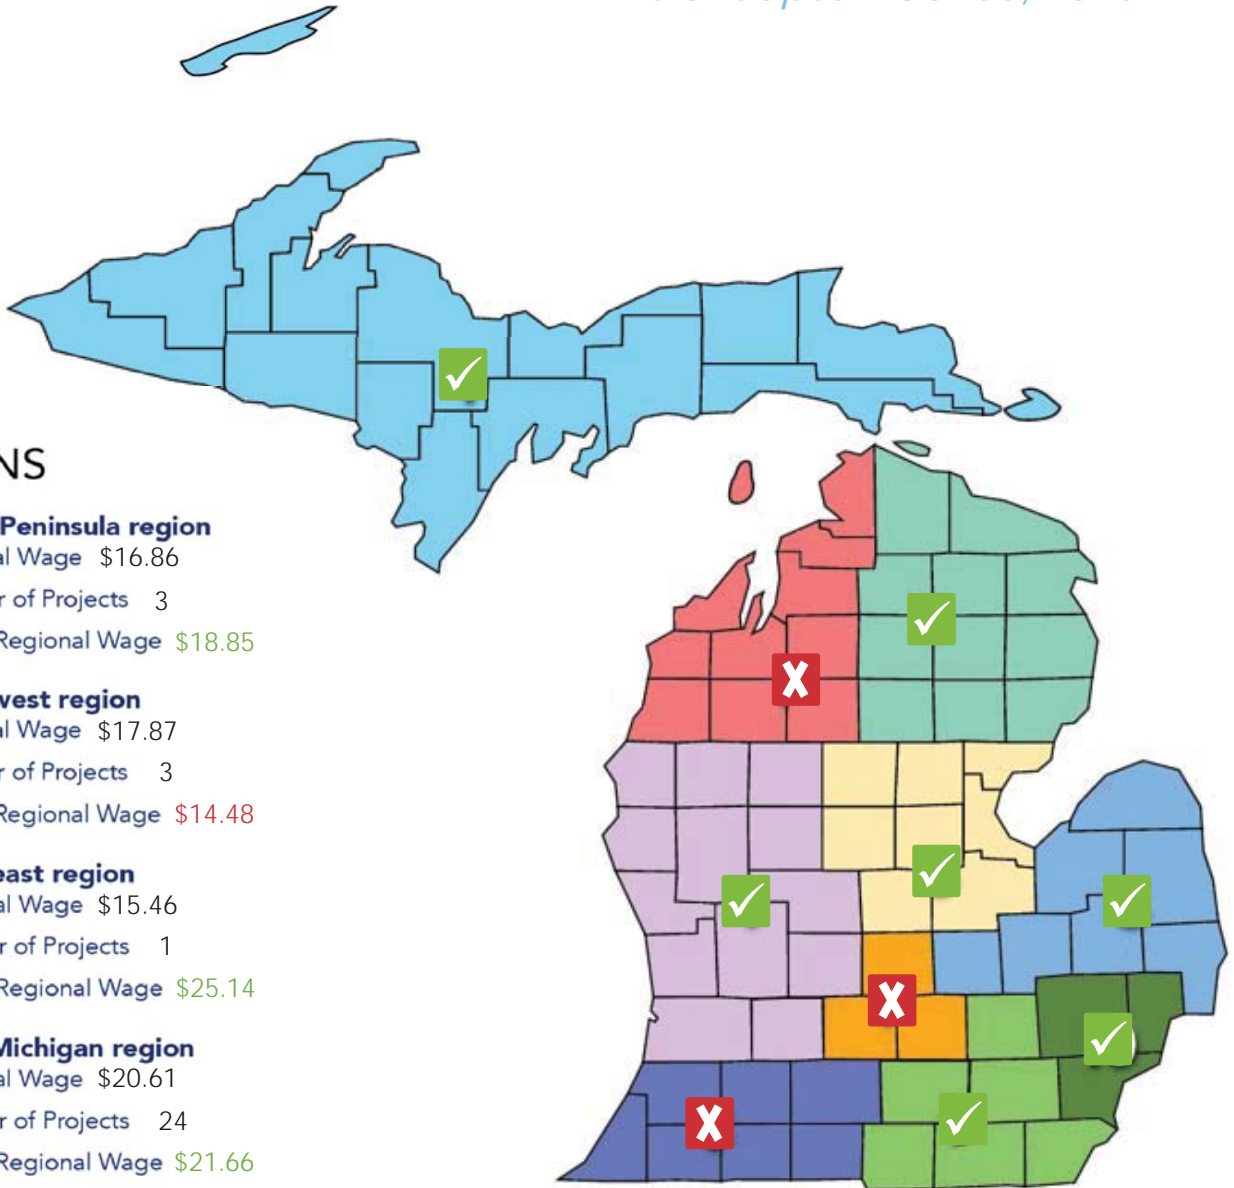 NS
Peninsula region
al Wage $16.86
r of Projects 3
Regional Wage $18.85
west region
al Wage $17.87
r of Projects 3
Regional Wage $14.48
east region
al Wage $15.46
r of Projects 1
Regional Wage $25.14
Michigan region
al Wage $20.61
r of Projects 24
Regional Wage $21.66